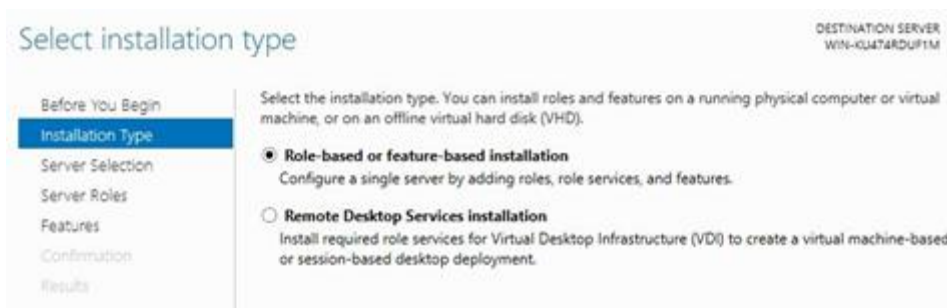 Select installation type
DESTINATION SERVER
WIN-KU474RDUF1M
Before You Begin
Installation Type
Server Selection
Server Roles
Features
Confirmation
Results
Select the installation type. You can install roles and features on a running physical computer or virtual
machine, or on an offline virtual hard disk (VHD).
Role-based or feature-based installation
Configure a single server by adding roles, role services, and features.
Remote Desktop Services installation
Install required role services for Virtual Desktop Infrastructure (VDI) to create a virtual machine-based
or session-based desktop deployment.